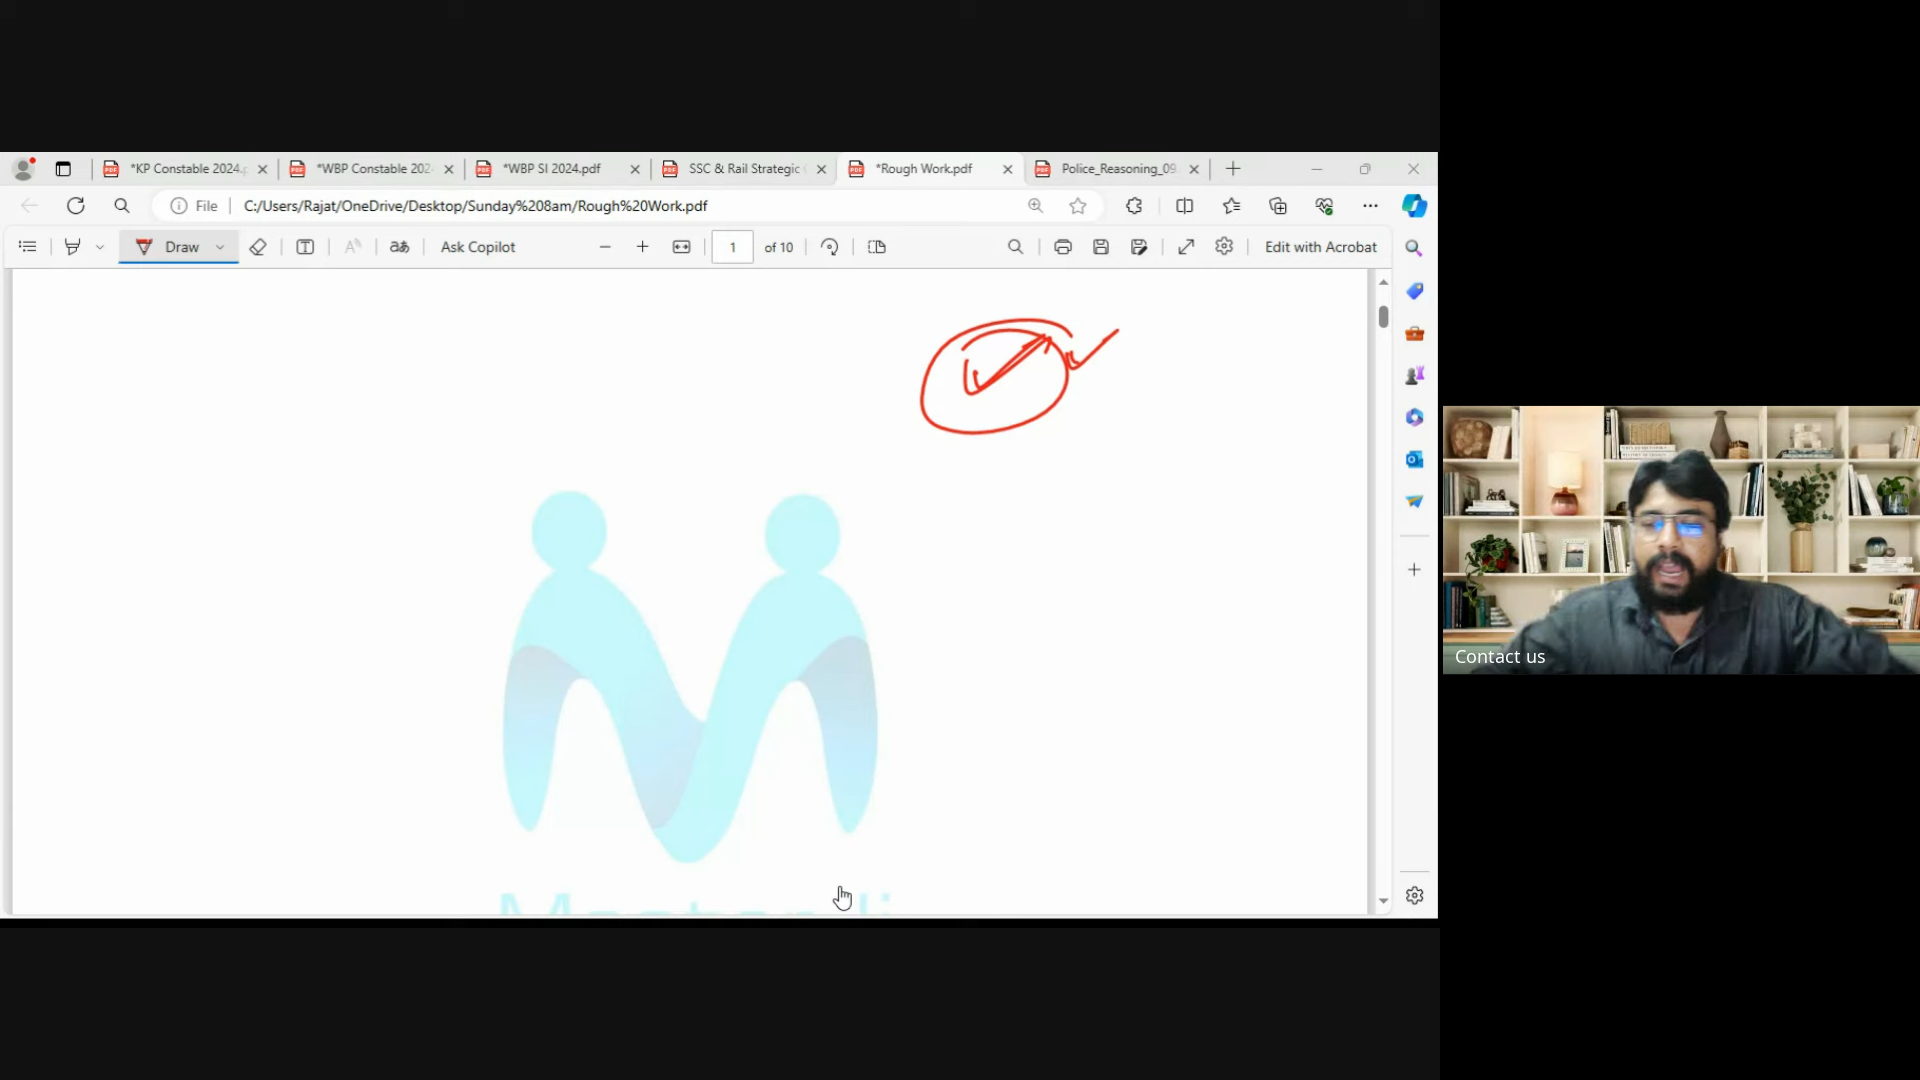 *KP Constable 2024.p
*WBP Constable 202
*WBP SI 2024.pdf
SSC & Rail Strategic
*Rough Work.pdf
Police_Reasoning_09
File
C:/Users/Rajat/OneDrive/Desktop/Sunday%208am/Rough%20Work.pdf
Draw
Ask Copilot
1
of 10
Edit with Acrobat
Contact us